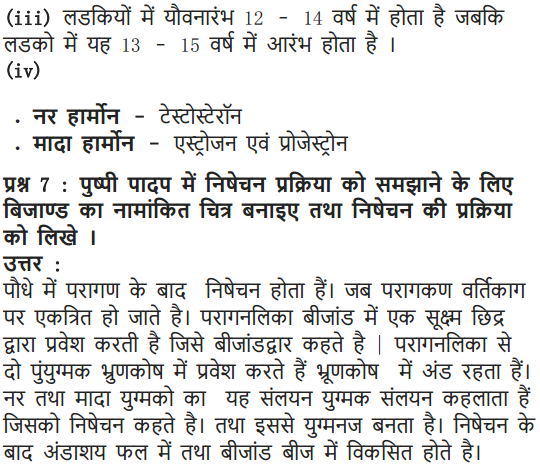 (iii) लडकियों में यौवनारंभ 12 - 14 वर्ष में होता है जबकि
लडको में यह 13 - 15 वर्ष में आरंभ होता है ।
(iv)
. नर हार्मोन - टेस्टोस्टेरॉन
. मादा हार्मोन - एस्ट्रोजन एवं प्रोजेस्ट्रोन
प्रश्न 7 : पुष्पी पादप में निषेचन प्रक्रिया को समझाने के लिए
बिजाण्ड का नामांकित चित्र बनाइए तथा निषेचन की प्रक्रिया
को लिखे ।
उत्तर :
पौधे में परागण के बाद निषेचन होता हैं। जब परागकण वर्तिकाग
पर एकत्रित हो जाते है। परागनलिका बीजांड में एक सूक्ष्म छिद्र
द्वारा प्रवेश करती है जिसे बीजांडद्वार कहते है | परागनलिका से
दो पुंयुग्मक भ्रुणकोष में प्रवेश करते हैं भ्रूणकोष में अंड रहता हैं।
नर तथा मादा युग्मको का यह संलयन युग्मक संलयन कहलाता हैं
जिसको निषेचन कहते है। तथा इससे युग्मनज बनता है। निषेचन के
बाद अंडाशय फल में तथा बीजांड बीज में विकसित होते है।